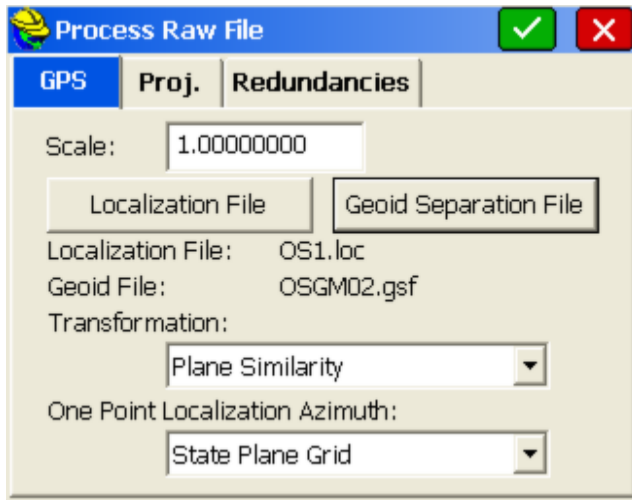 Process Raw File
GPS Proj. Redundancies
Scale: 1.00000000
Localization File Geoid Separation File
Localization File: OS1.loc
Geoid File: OSGM02.gsf
Transformation:
Plane Similarity
One Point Localization Azimuth:
State Plane Grid